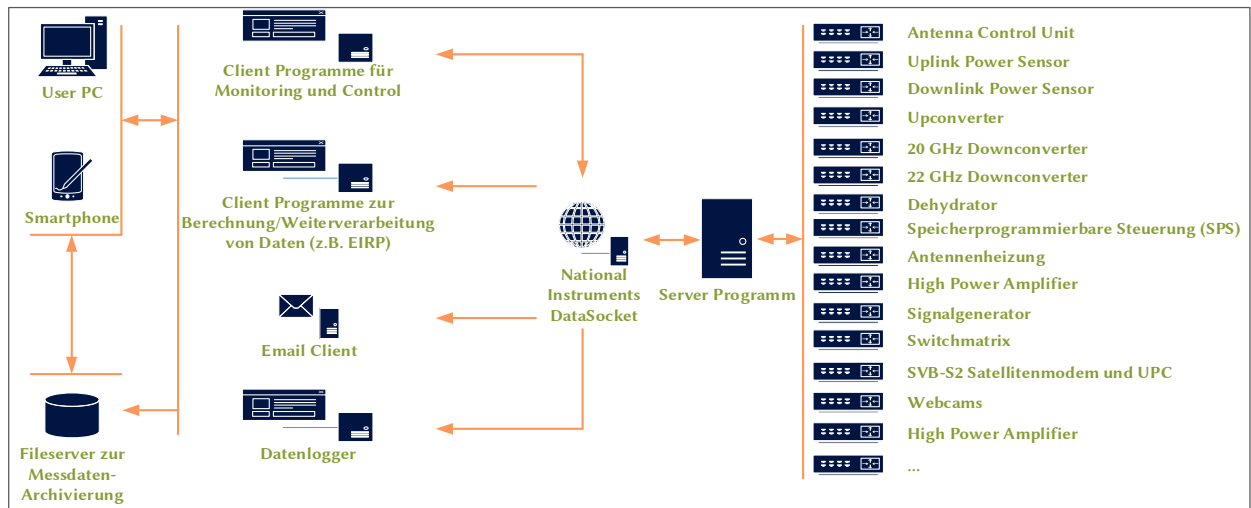 User PC
Smartphone
Fileserver zur
Messdaten-
Archivierung
Client Programme für
Monitoring und Control
Client Programme zur
Berechnung/Weiterverarbeitung
von Daten (z.B. EIRP)
Email Client
Datenlogger
National
Instruments
DataSocket
Server Programm
Antenna Control Unit
Uplink Power Sensor
Downlink Power Sensor
Upconverter
20 GHz Downconverter
22 GHz Downconverter
Dehydrator
Speicherprogrammierbare Steuerung (SPS)
Antennenheizung
High Power Amplifier
Signalgenerator
Switchmatrix
SVB-S2 Satellitenmodem und UPC
Webcams
High Power Amplifier
...